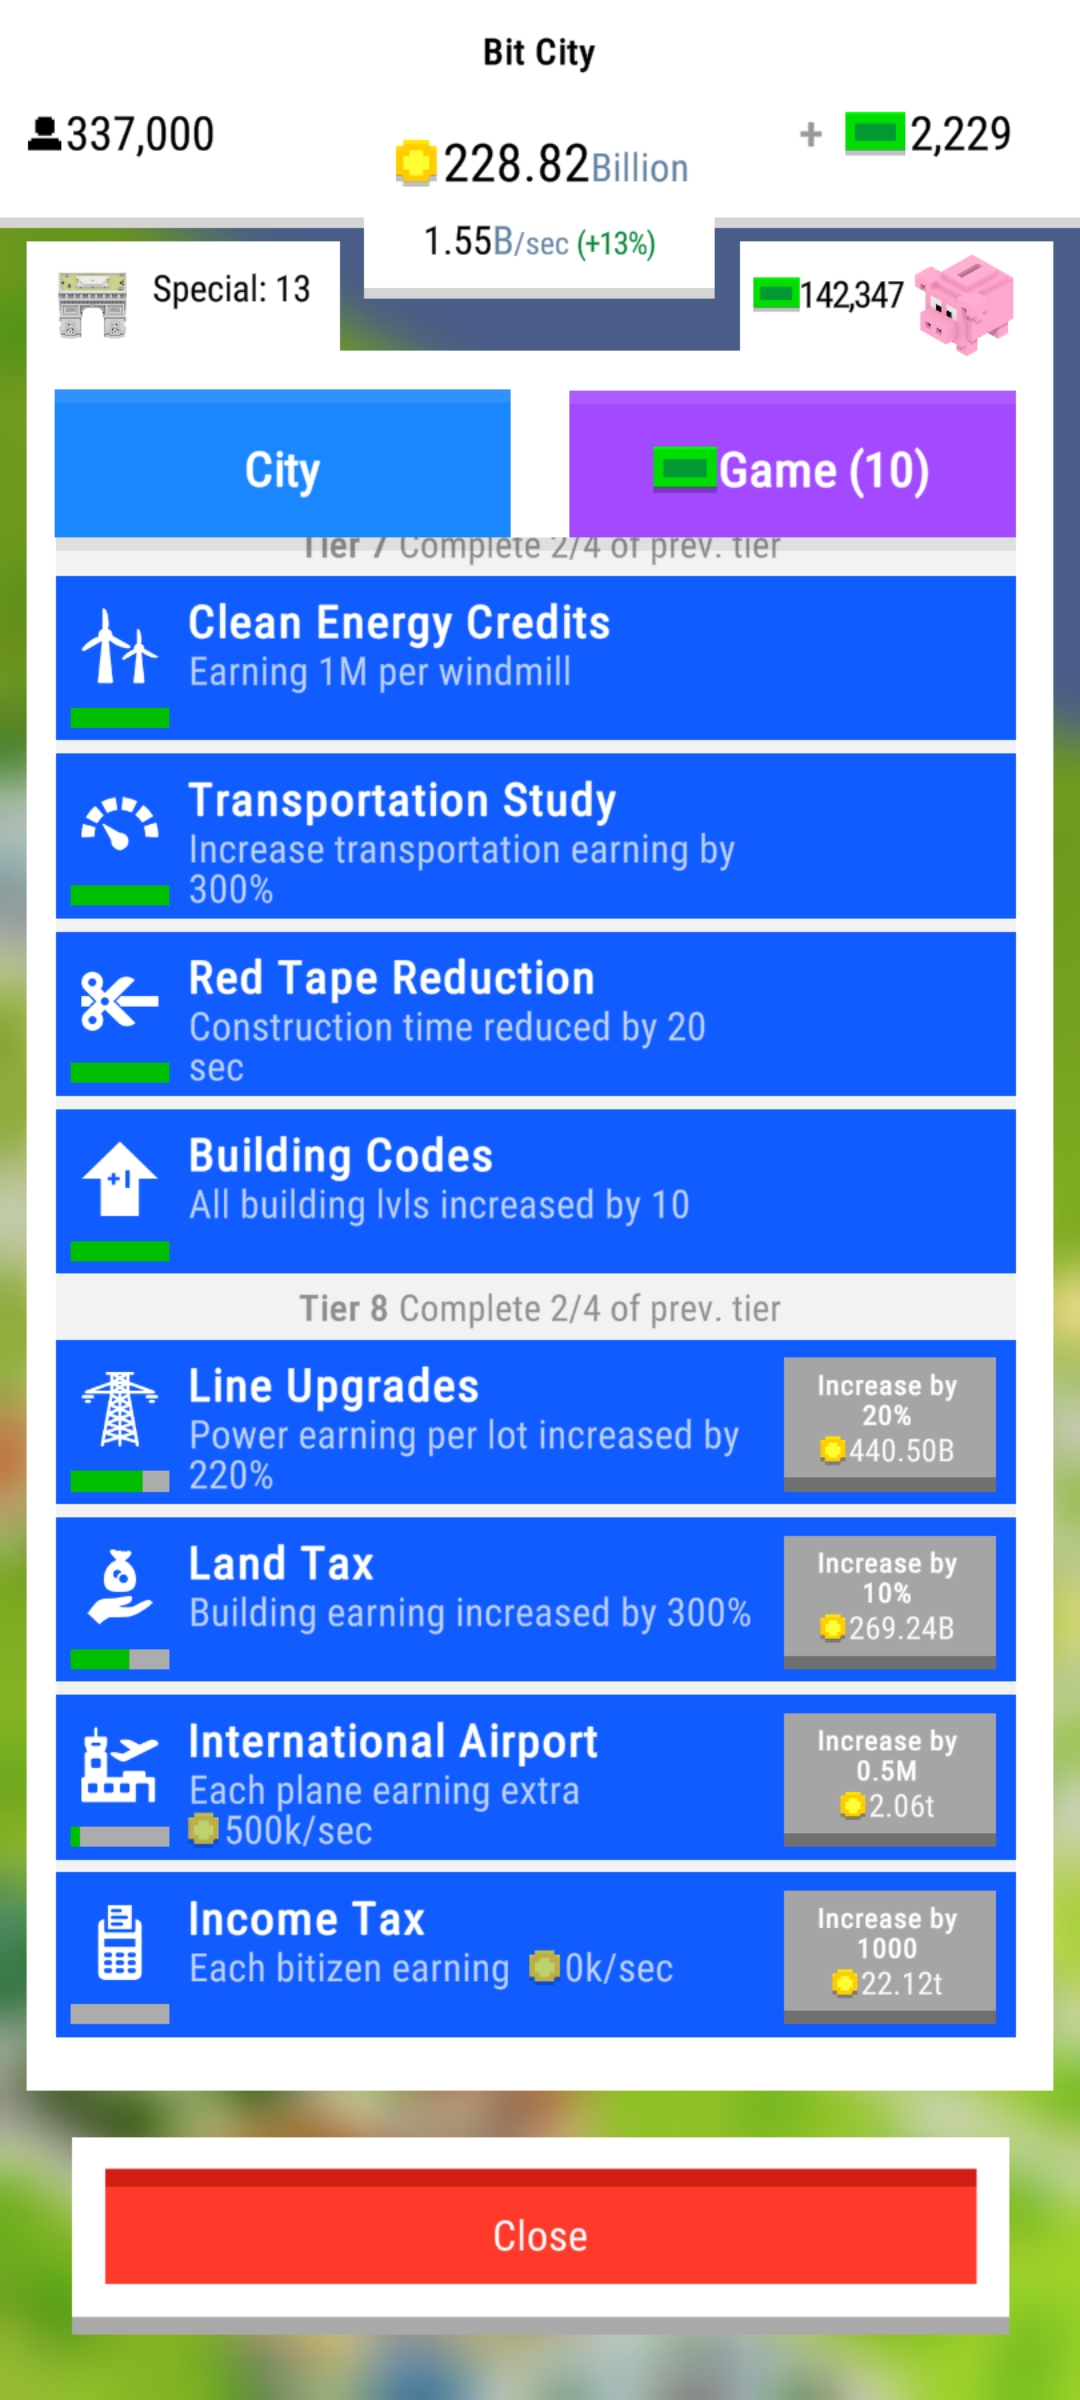 Bit City
337,000
228.82Billion
+ 2,229
1.55B/sec (+13%)
Special: 13
142,347
City
Game (10)
Tier 7 Complete 2/4 of prev. tier
Clean Energy Credits
Earning 1M per windmill
Transportation Study
Increase transportation earning by
300%
Red Tape Reduction
Construction time reduced by 20
sec
+1
Building Codes
All building lvls increased by 10
Tier 8 Complete 2/4 of prev. tier
Line Upgrades
Power earning per lot increased by
220%
Increase by
20%
440.50B
Land Tax
Building earning increased by 300%
Increase by
10%
269.24B
International Airport
Each plane earning extra
500k/sec
Increase by
0.5M
2.06t
Income Tax
Each bitizen earning 0k/sec
Increase by
1000
22.12t
Close